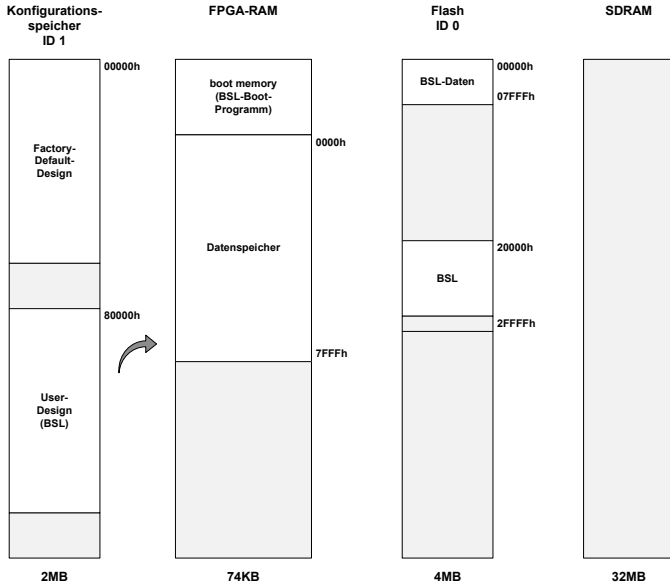 Konfigurations-
speicher
ID 1
00000h
Factory-
Default-
Design
80000h
User-
Design
(BSL)
2MB
FPGA-RAM
boot memory
(BSL-Boot-
Programm)
0000h
Datenspeicher
7FFFh
74KB
Flash
ID 0
00000h
BSL-Daten
07FFFh
20000h
BSL
2FFFFh
4MB
SDRAM
32MB